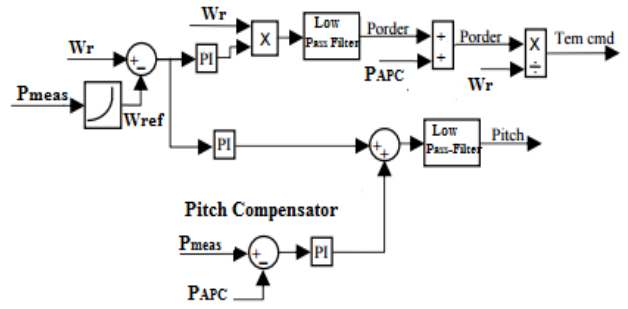 Wr
Low
Pass Filter
Porder
÷
÷
Porder
X
÷
Tem cmd
Wr
+
−
PI
X
PAPC
Wr
Pmeas
Wref
PI
+
+
Low
Pass-Filter
Pitch
Pitch Compensator
Pmeas
+
−
PI
PAPC